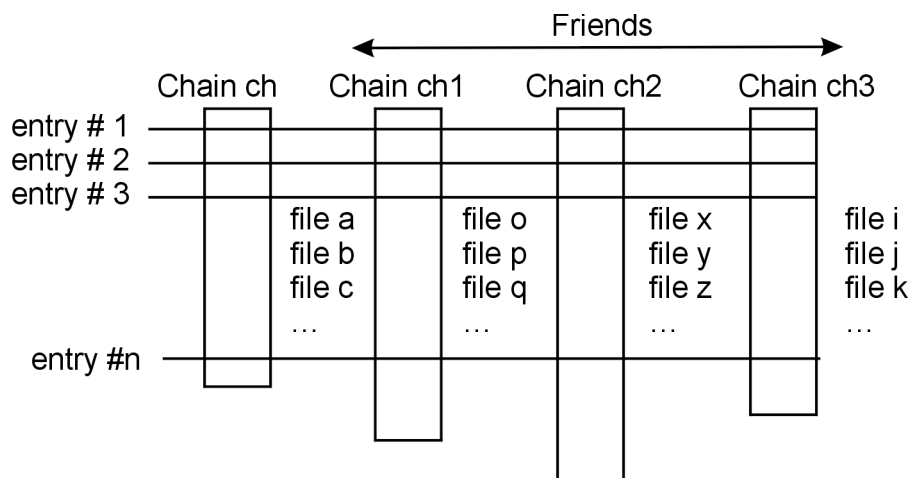 Friends
Chain ch Chain ch1 Chain ch2 Chain ch3
entry # 1
entry # 2
entry # 3
file a file o file x file i
file b file p file y file j
file c file q file z file k
… … … …
entry #n